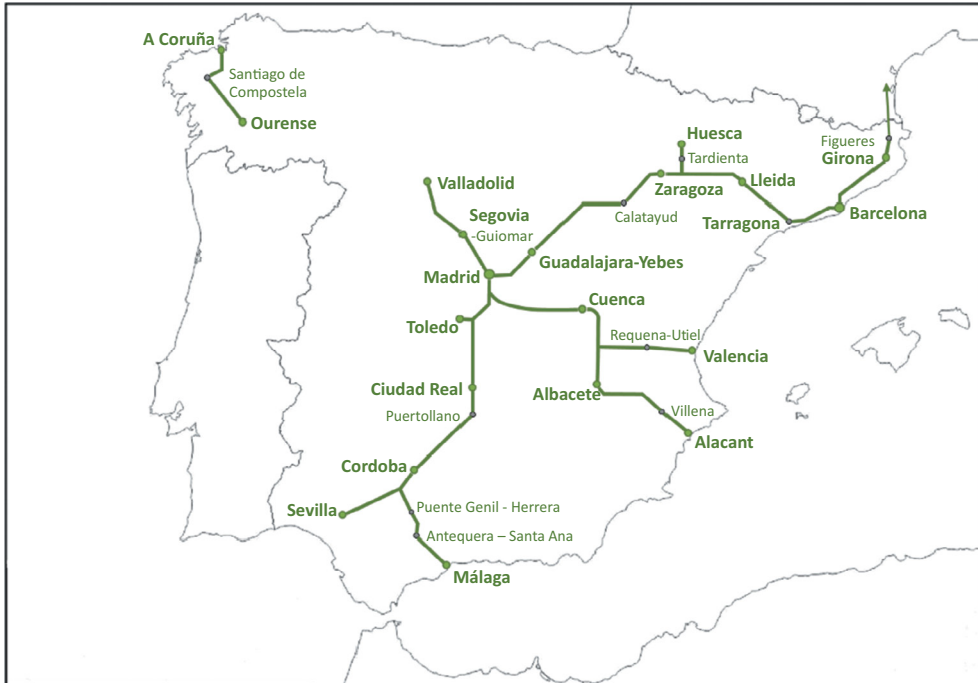 A Coruña
Santiago de
Compostela
Ourense
Huesca
Tardienta
Figueres
Girona
Valladolid
Zaragoza
Lleida
Segovia
-Guiomar
Calatayud
Tarragona
Barcelona
Guadalajara-Yebes
Madrid
Cuenca
Toledo
Requena-Utiel
Valencia
Ciudad Real
Albacete
Puertollano
Villena
Alacant
Cordoba
Sevilla
Puente Genil - Herrera
Antequera – Santa Ana
Málaga